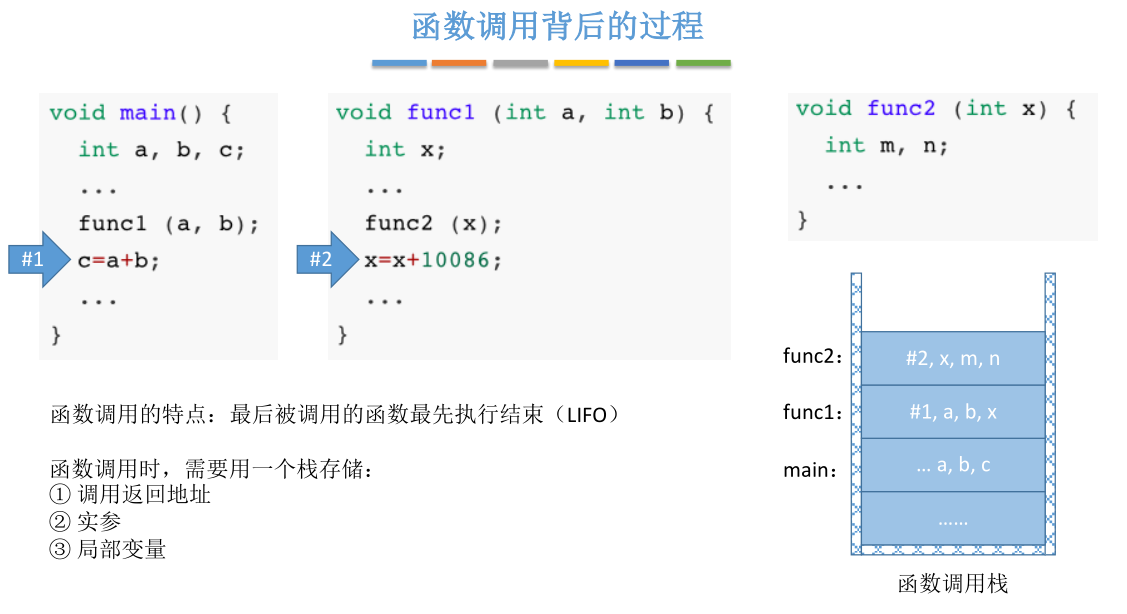 函数调用背后的过程
void main() {
int a, b, c;
...
func1 (a, b);
#1
c=a+b;
...
}
void func1 (int a, int b) {
int x;
...
func2 (x);
#2
x=x+10086;
...
}
void func2 (int x) {
int m, n;
...
}
函数调用的特点：最后被调用的函数最先执行结束（LIFO）
函数调用时，需要用一个栈存储：
① 调用返回地址
② 实参
③ 局部变量
func2： #2, x, m, n
func1： #1, a, b, x
main： … a, b, c
……
函数调用栈